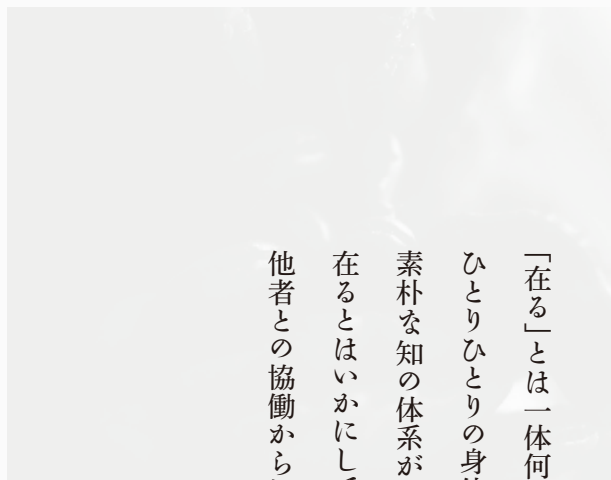 「在る」とは一体何
ひとりひとりの身
素朴な知の体系が
在るとはいかにし
他者との協働から